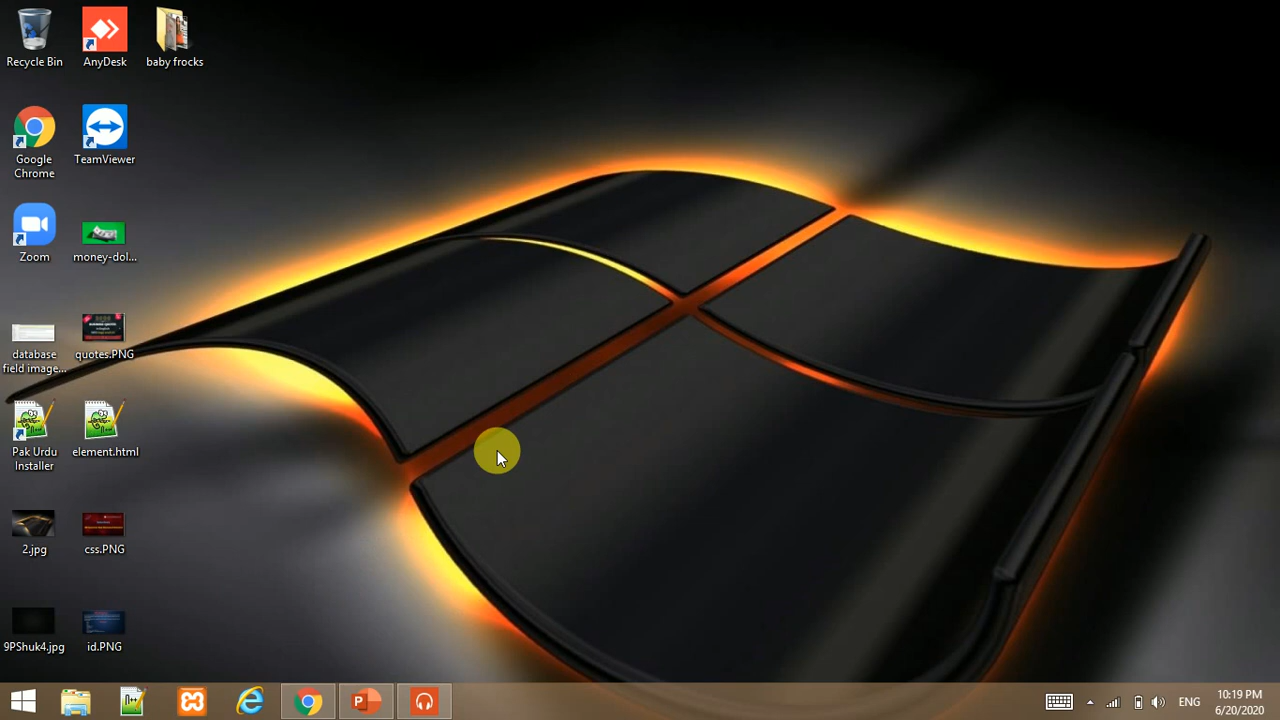 Recycle Bin
AnyDesk
baby frocks
Google
Chrome
TeamViewer
Zoom
money-dol...
database
field image...
quotes.PNG
Pak Urdu
Installer
element.html
2.jpg
css.PNG
9PShuk4.jpg
id.PNG
ENG
10:19 PM
6/20/2020